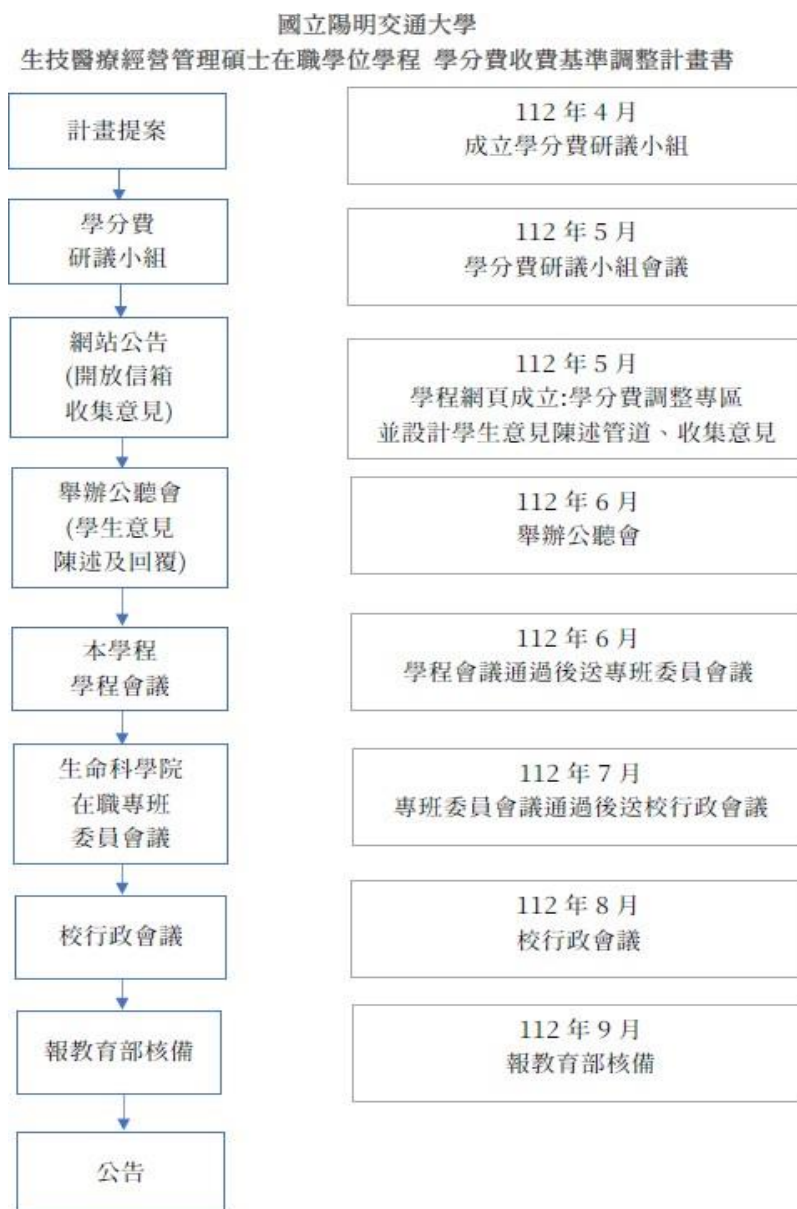 國立陽明交通大學
生技醫療經營管理碩士在職學位學程 學分費收費基準調整計畫書
計畫提案
112 年 4 月
成立學分費研議小組
學分費
研議小組
112 年 5 月
學分費研議小組會議
網站公告
(開放信箱
收集意見)
112 年 5 月
學程網頁成立:學分費調整專區
並設計學生意見陳述管道、收集意見
舉辦公聽會
(學生意見
陳述及回覆)
112 年 6 月
舉辦公聽會
本學程
學程會議
112 年 6 月
學程會議通過後送專班委員會議
生命科學院
在職專班
委員會議
112 年 7 月
專班委員會議通過後送校行政會議
校行政會議
112 年 8 月
校行政會議
報教育部核備
112 年 9 月
報教育部核備
公告